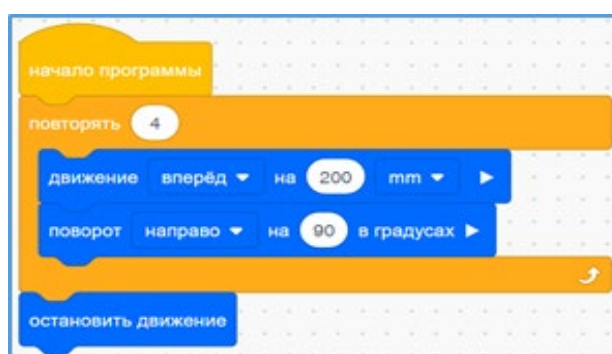 начало программы
повторять 4
движение вперёд на 200 mm
поворот направо на 90 в градусах
остановить движение